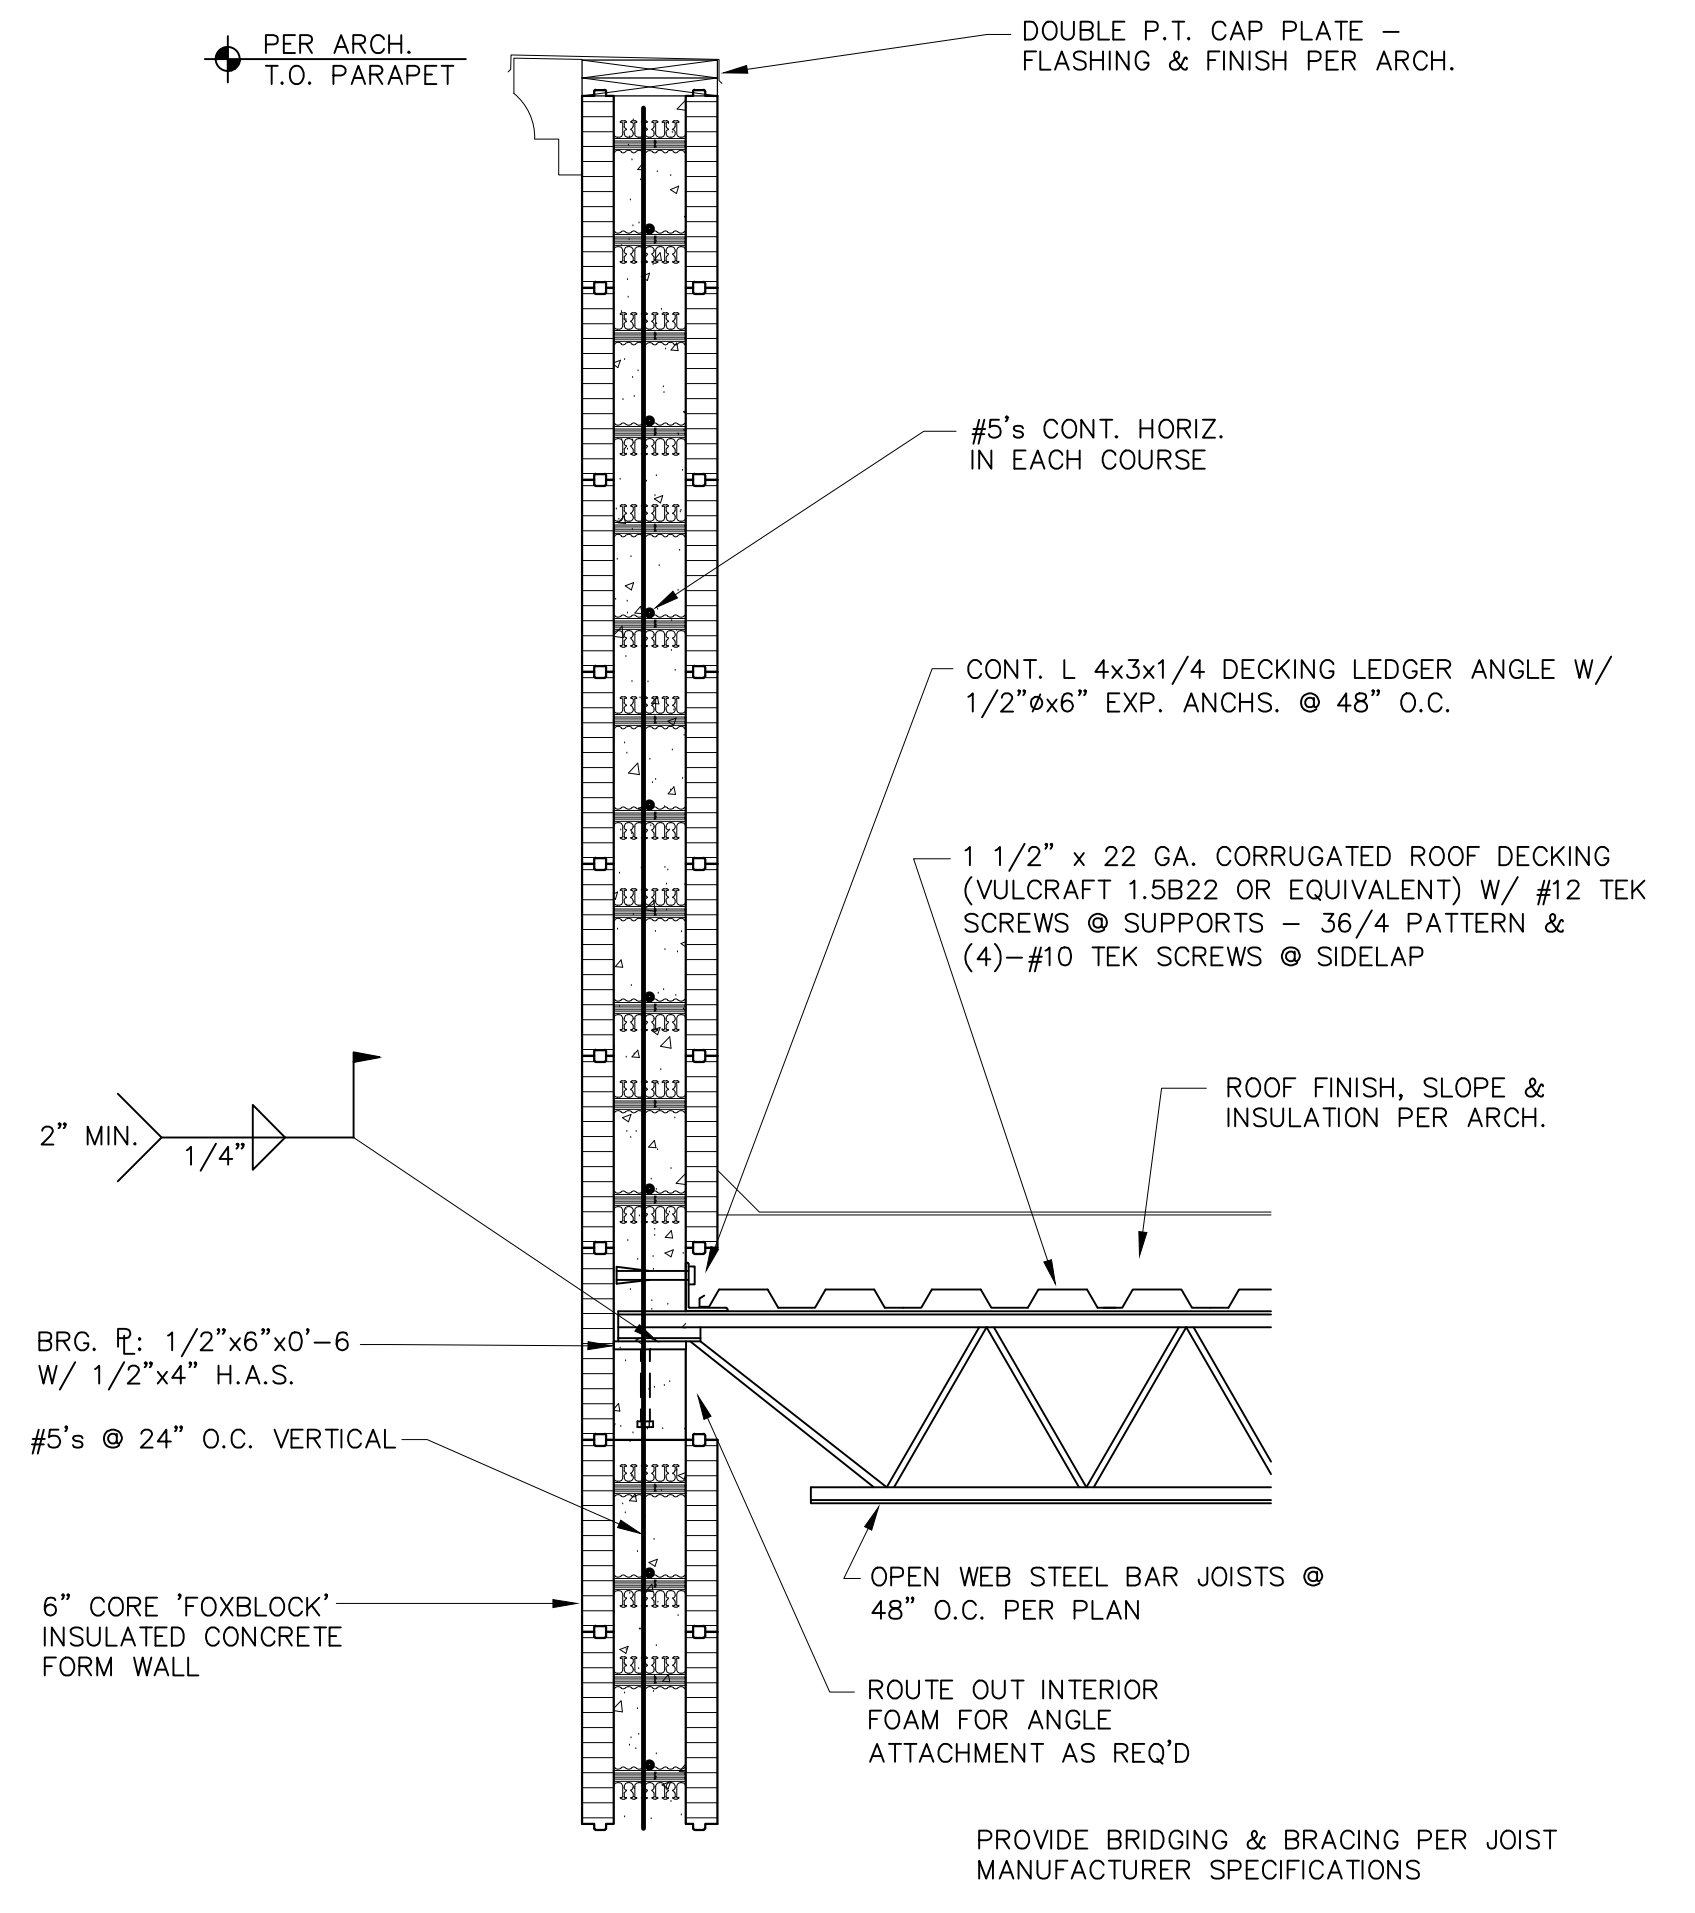 PER ARCH.
T.O. PARAPET
DOUBLE P.T. CAP PLATE –
FLASHING & FINISH PER ARCH.
#5's CONT. HORIZ.
IN EACH COURSE
CONT. L 4x3x1/4 DECKING LEDGER ANGLE W/
1/2"øx6" EXP. ANCHS. @ 48" O.C.
1 1/2" x 22 GA. CORRUGATED ROOF DECKING
(VULCRAFT 1.5B22 OR EQUIVALENT) W/ #12 TEK
SCREWS @ SUPPORTS – 36/4 PATTERN &
(4)–#10 TEK SCREWS @ SIDELAP
ROOF FINISH, SLOPE &
INSULATION PER ARCH.
2" MIN.
1/4"
BRG. PL: 1/2"x6"x0'–6
W/ 1/2"x4" H.A.S.
#5's @ 24" O.C. VERTICAL
6" CORE 'FOXBLOCK'
INSULATED CONCRETE
FORM WALL
OPEN WEB STEEL BAR JOISTS @
48" O.C. PER PLAN
ROUTE OUT INTERIOR
FOAM FOR ANGLE
ATTACHMENT AS REQ'D
PROVIDE BRIDGING & BRACING PER JOIST
MANUFACTURER SPECIFICATIONS